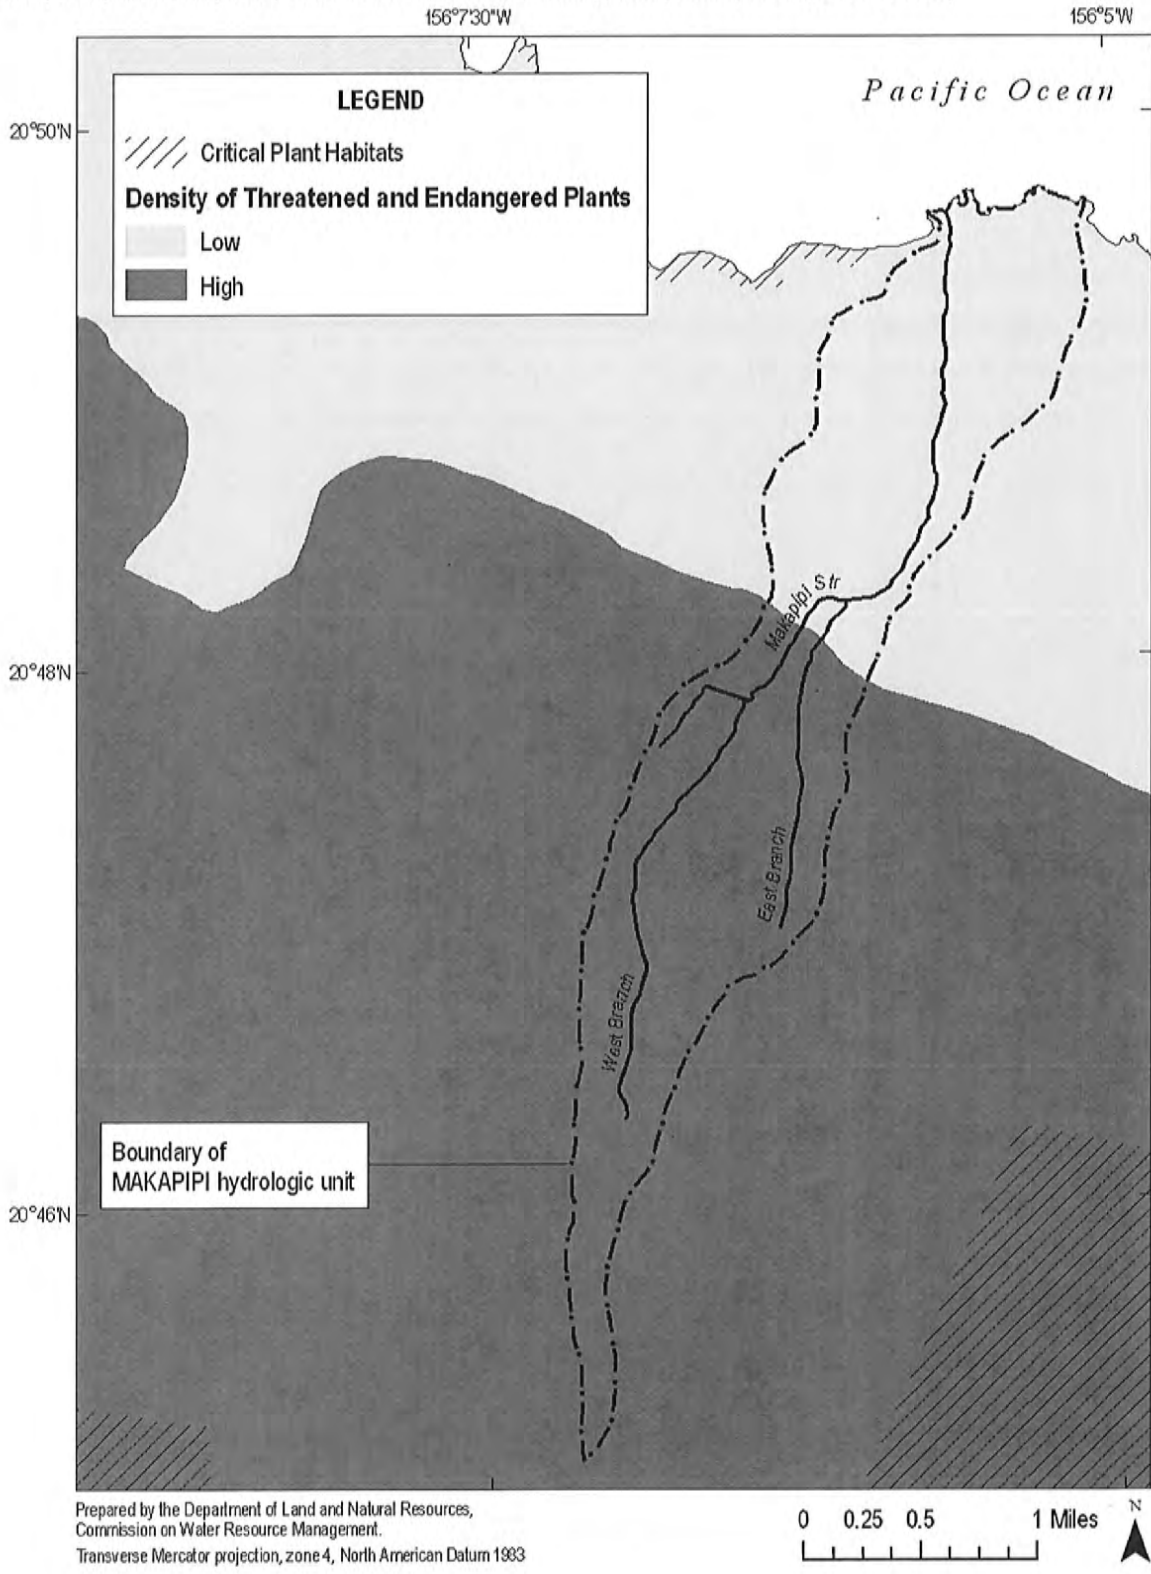 156°7'30"W
156°5'W
Pacific Ocean
LEGEND
20°50'N
Critical Plant Habitats
Density of Threatened and Endangered Plants
Low
High
Makapipi Str
20°48'N
East Branch
West Branch
Boundary of
MAKAPIPI hydrologic unit
20°46'N
Prepared by the Department of Land and Natural Resources,
Commission on Water Resource Management.
Transverse Mercator projection, zone 4, North American Datum 1983
0 0.25 0.5 1 Miles
N